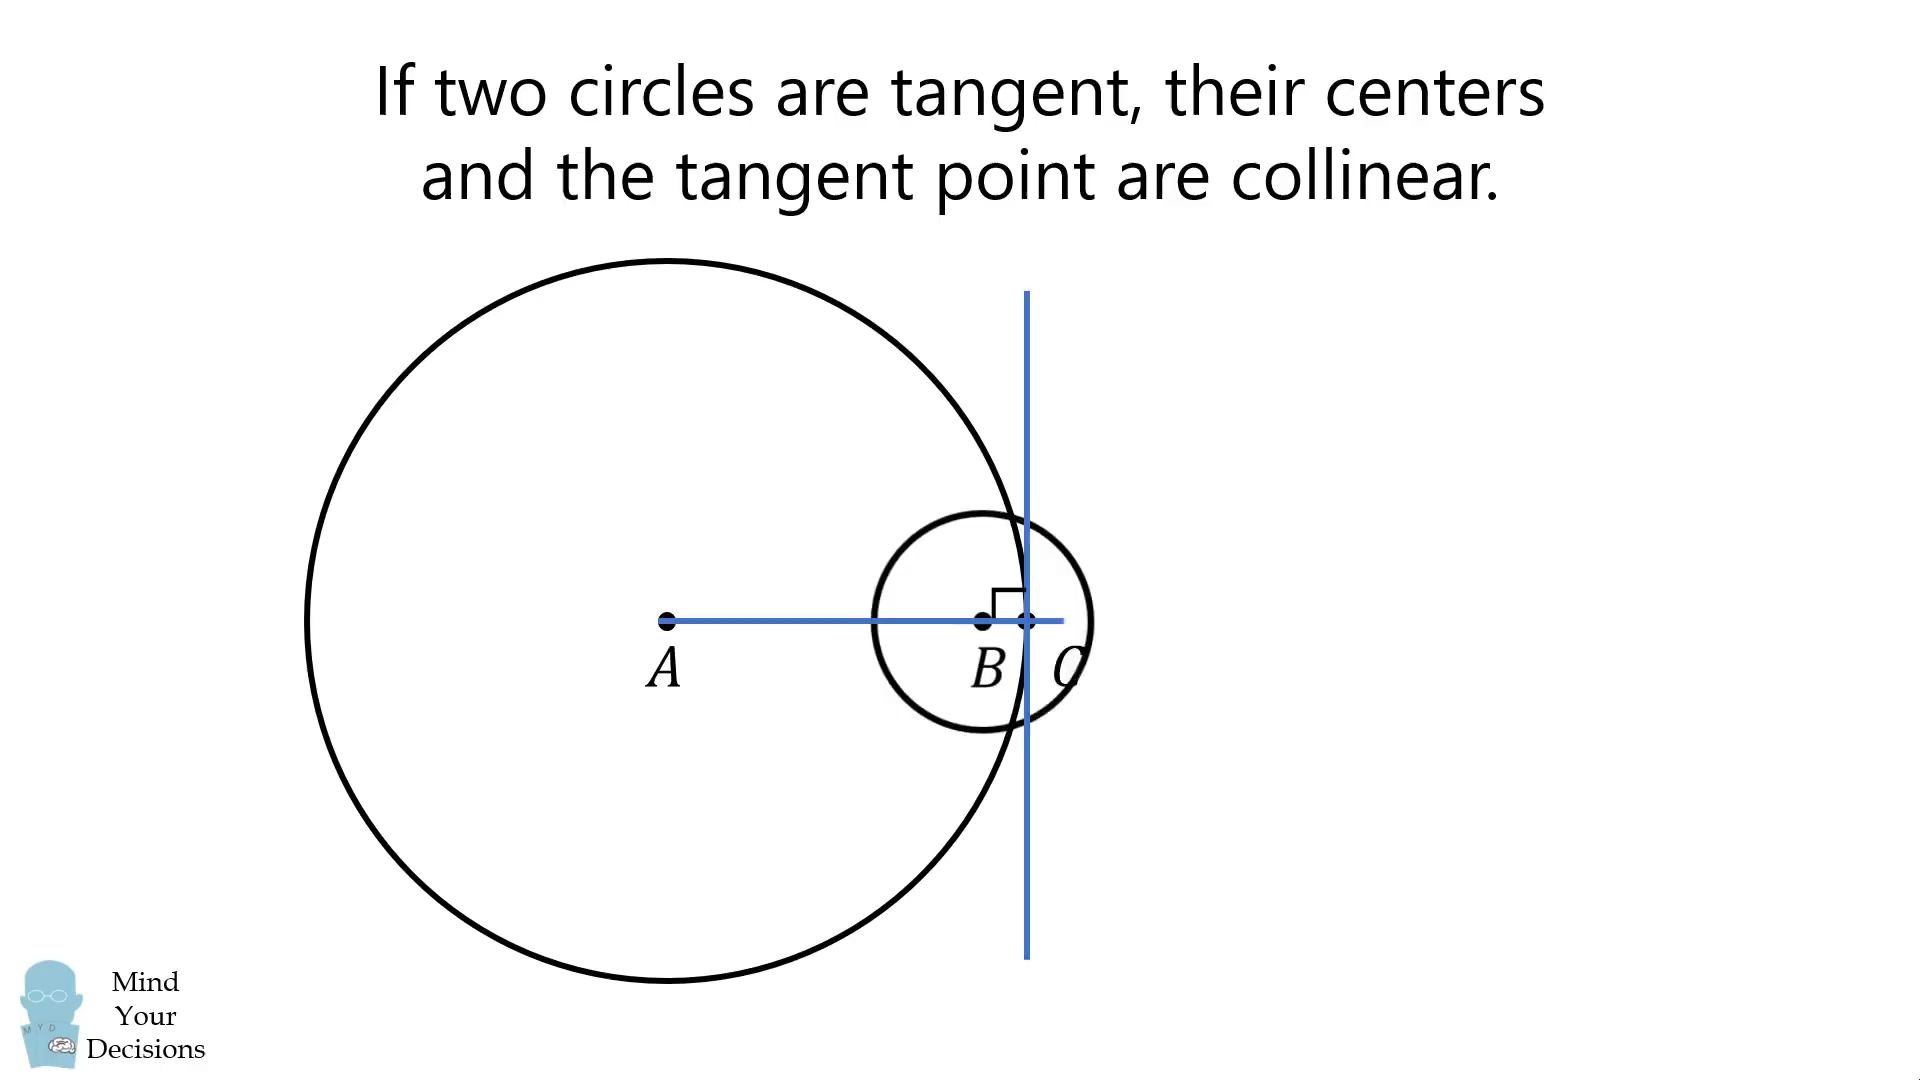 If two circles are tangent, their centers
and the tangent point are collinear.
A
B
C
M Y D
Mind
Your
Decisions